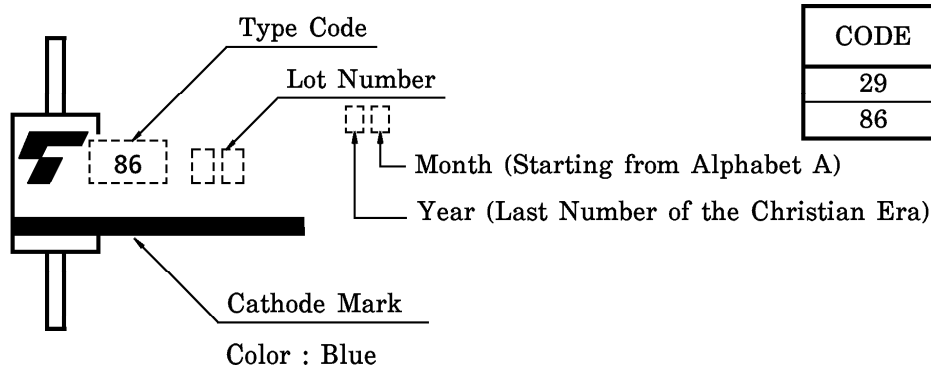 Type Code
Lot Number
CODE
29
86
86
Month (Starting from Alphabet A)
Year (Last Number of the Christian Era)
Cathode Mark
Color : Blue